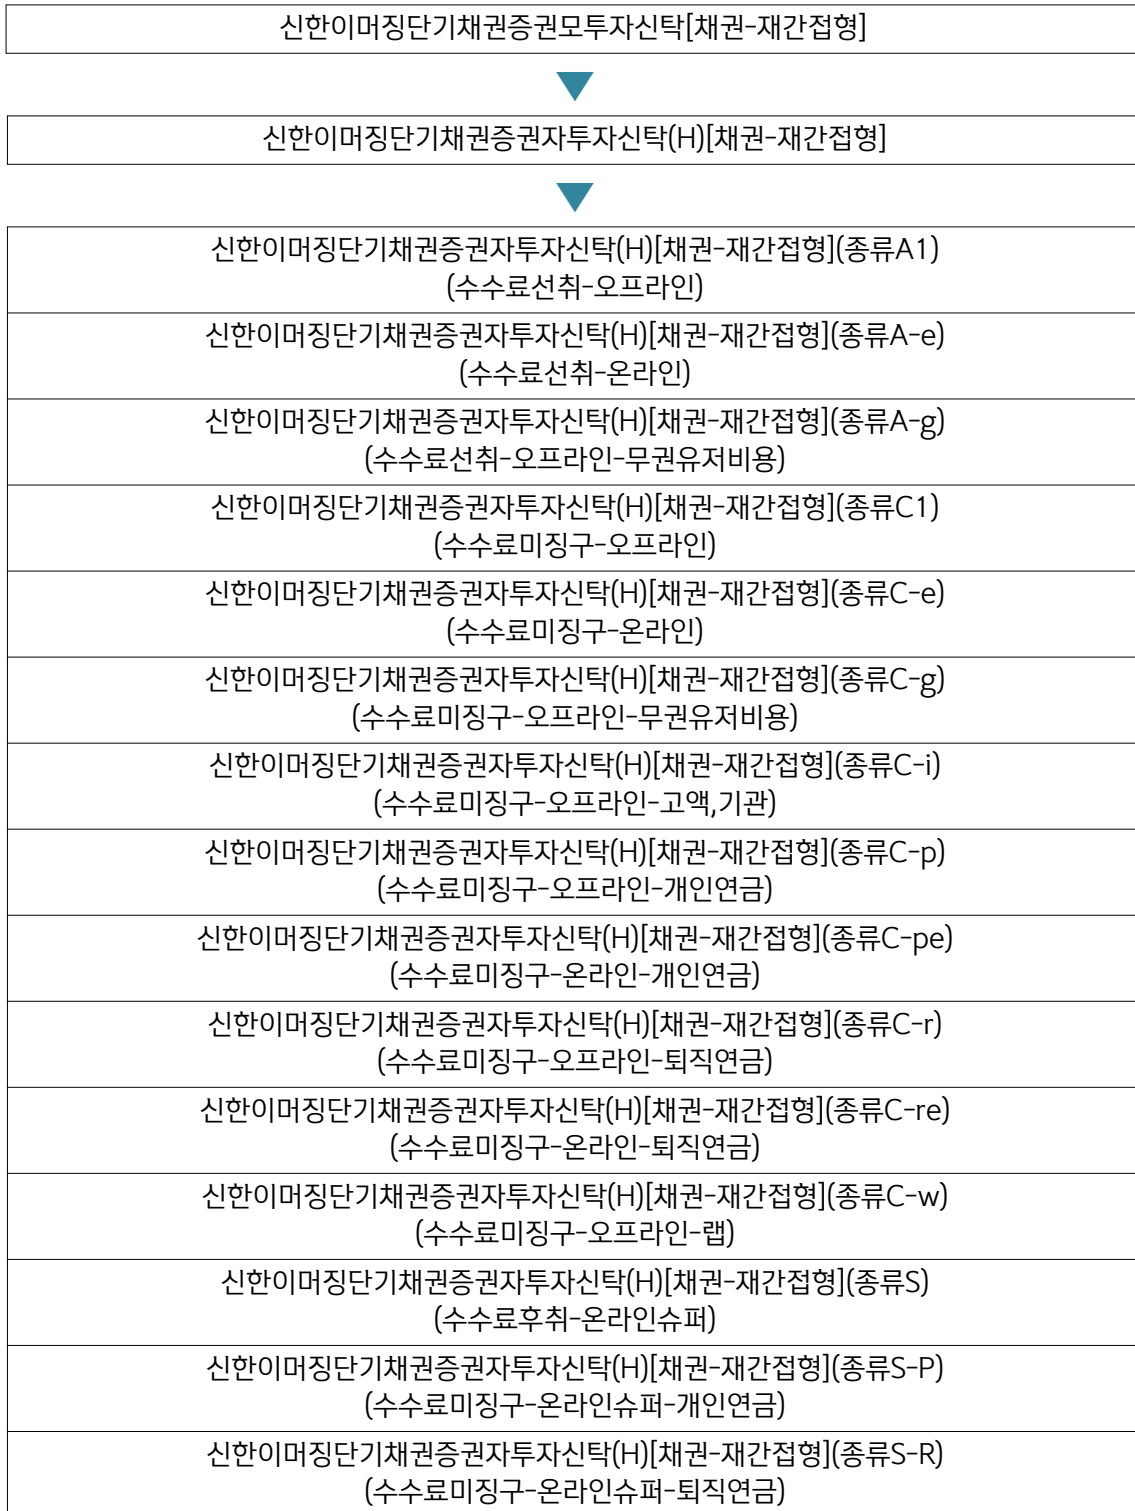 신한이머징단기채권증권모투자신탁[채권-재간접형]
신한이머징단기채권증권자투자신탁(H)[채권-재간접형]
신한이머징단기채권증권자투자신탁(H)[채권-재간접형](종류A1)
(수수료선취-오프라인)
신한이머징단기채권증권자투자신탁(H)[채권-재간접형](종류A-e)
(수수료선취-온라인)
신한이머징단기채권증권자투자신탁(H)[채권-재간접형](종류A-g)
(수수료선취-오프라인-무권유저비용)
신한이머징단기채권증권자투자신탁(H)[채권-재간접형](종류C1)
(수수료미징구-오프라인)
신한이머징단기채권증권자투자신탁(H)[채권-재간접형](종류C-e)
(수수료미징구-온라인)
신한이머징단기채권증권자투자신탁(H)[채권-재간접형](종류C-g)
(수수료미징구-오프라인-무권유저비용)
신한이머징단기채권증권자투자신탁(H)[채권-재간접형](종류C-i)
(수수료미징구-오프라인-고액,기관)
신한이머징단기채권증권자투자신탁(H)[채권-재간접형](종류C-p)
(수수료미징구-오프라인-개인연금)
신한이머징단기채권증권자투자신탁(H)[채권-재간접형](종류C-pe)
(수수료미징구-온라인-개인연금)
신한이머징단기채권증권자투자신탁(H)[채권-재간접형](종류C-r)
(수수료미징구-오프라인-퇴직연금)
신한이머징단기채권증권자투자신탁(H)[채권-재간접형](종류C-re)
(수수료미징구-온라인-퇴직연금)
신한이머징단기채권증권자투자신탁(H)[채권-재간접형](종류C-w)
(수수료미징구-오프라인-랩)
신한이머징단기채권증권자투자신탁(H)[채권-재간접형](종류S)
(수수료후취-온라인슈퍼)
신한이머징단기채권증권자투자신탁(H)[채권-재간접형](종류S-P)
(수수료미징구-온라인슈퍼-개인연금)
신한이머징단기채권증권자투자신탁(H)[채권-재간접형](종류S-R)
(수수료미징구-온라인슈퍼-퇴직연금)